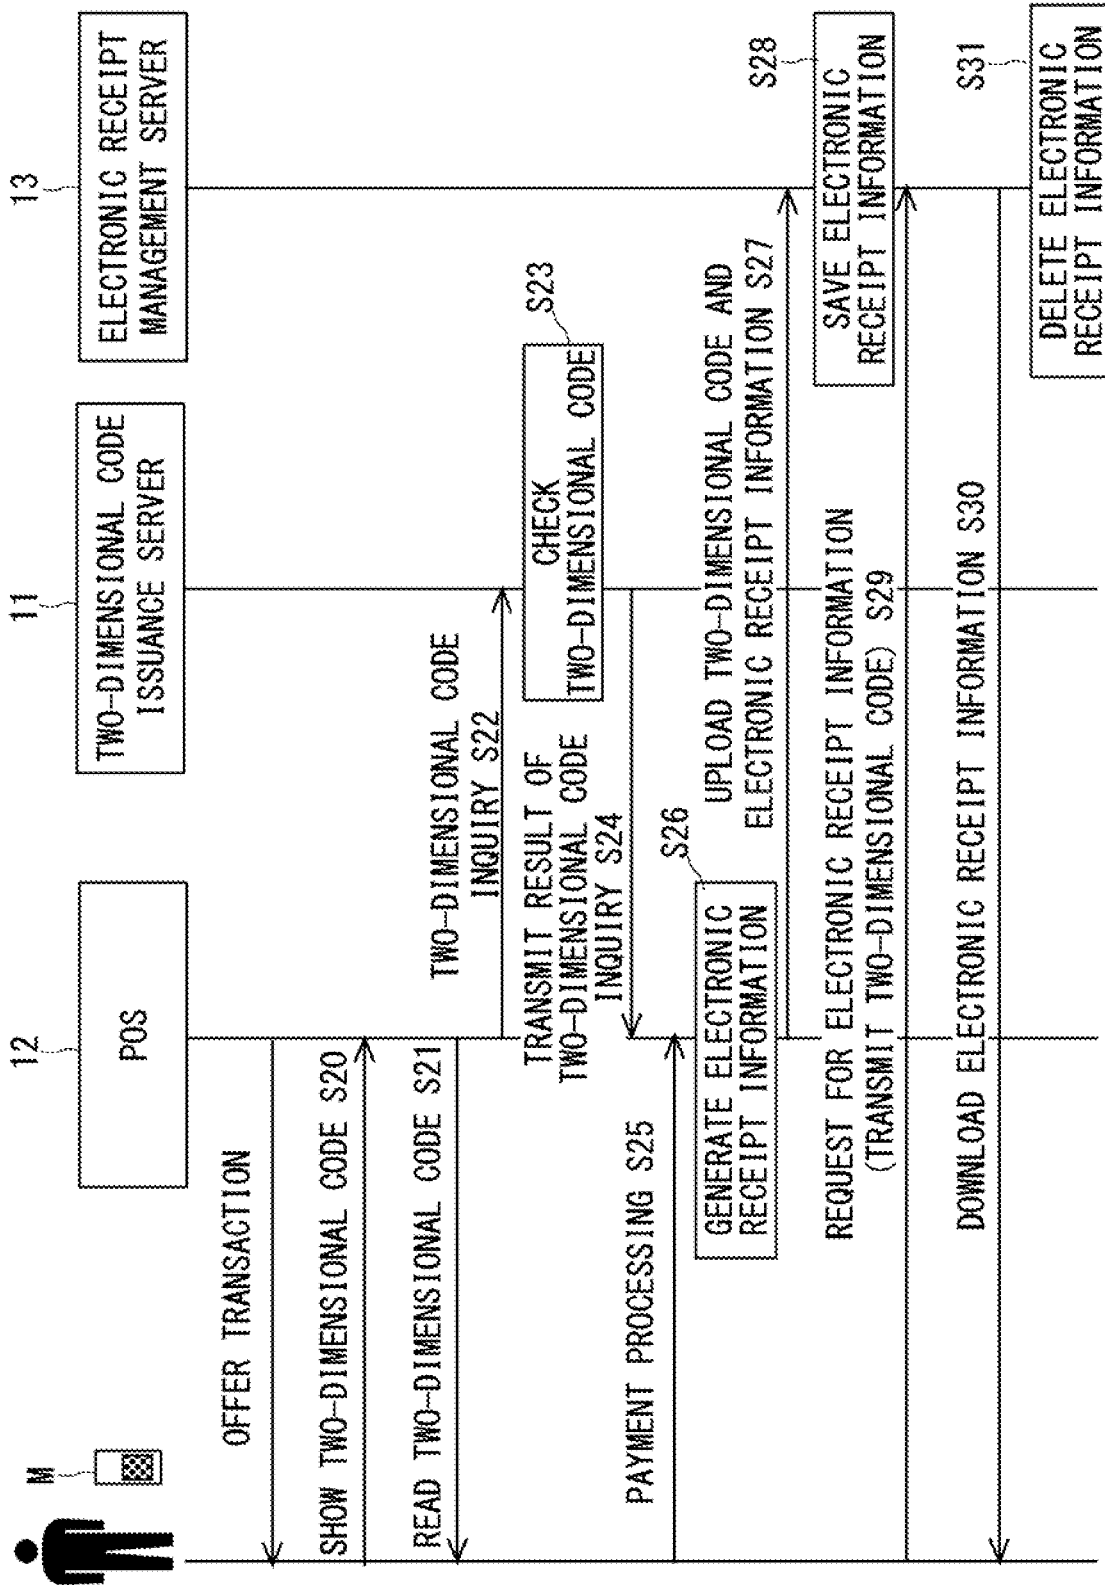 M
12
POS
11
TWO-DIMENSIONAL CODE
ISSUANCE SERVER
13
ELECTRONIC RECEIPT
MANAGEMENT SERVER
OFFER TRANSACTION
SHOW TWO-DIMENSIONAL CODE S20
READ TWO-DIMENSIONAL CODE S21
TWO-DIMENSIONAL CODE
INQUIRY S22
CHECK
TWO-DIMENSIONAL CODE
S23
TRANSMIT RESULT OF
TWO-DIMENSIONAL CODE
INQUIRY S24
PAYMENT PROCESSING S25
GENERATE ELECTRONIC
RECEIPT INFORMATION
S26
UPLOAD TWO-DIMENSIONAL CODE AND
ELECTRONIC RECEIPT INFORMATION S27
SAVE ELECTRONIC
RECEIPT INFORMATION
S28
REQUEST FOR ELECTRONIC RECEIPT INFORMATION
(TRANSMIT TWO-DIMENSIONAL CODE) S29
DOWNLOAD ELECTRONIC RECEIPT INFORMATION S30
DELETE ELECTRONIC
RECEIPT INFORMATION
S31